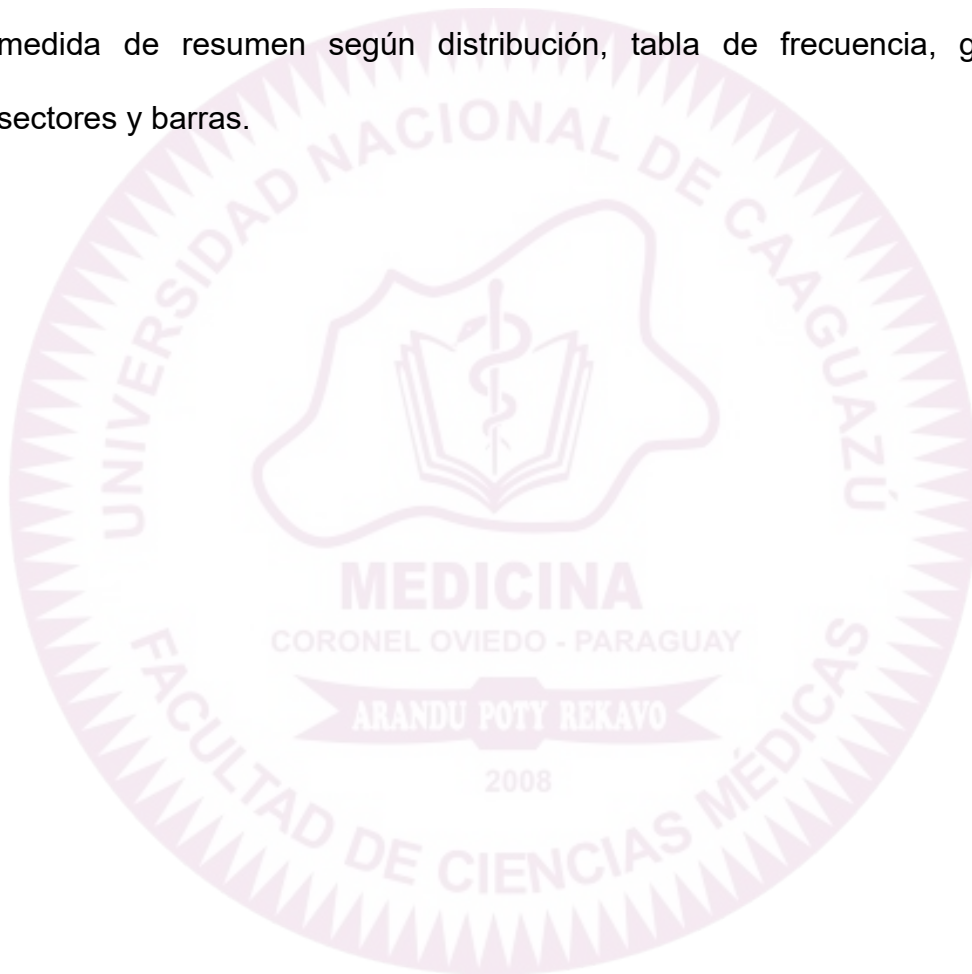 medida de resumen según distribución, tabla de frecuencia,
sectores y barras.
UNIVERSIDAD NACIONAL DE CAAGUAZÚ
MEDICINA
CORONEL OVIEDO - PARAGUAY
ARANDU POTY REKAVO
2008
FACULTAD DE CIENCIAS MÉDICAS